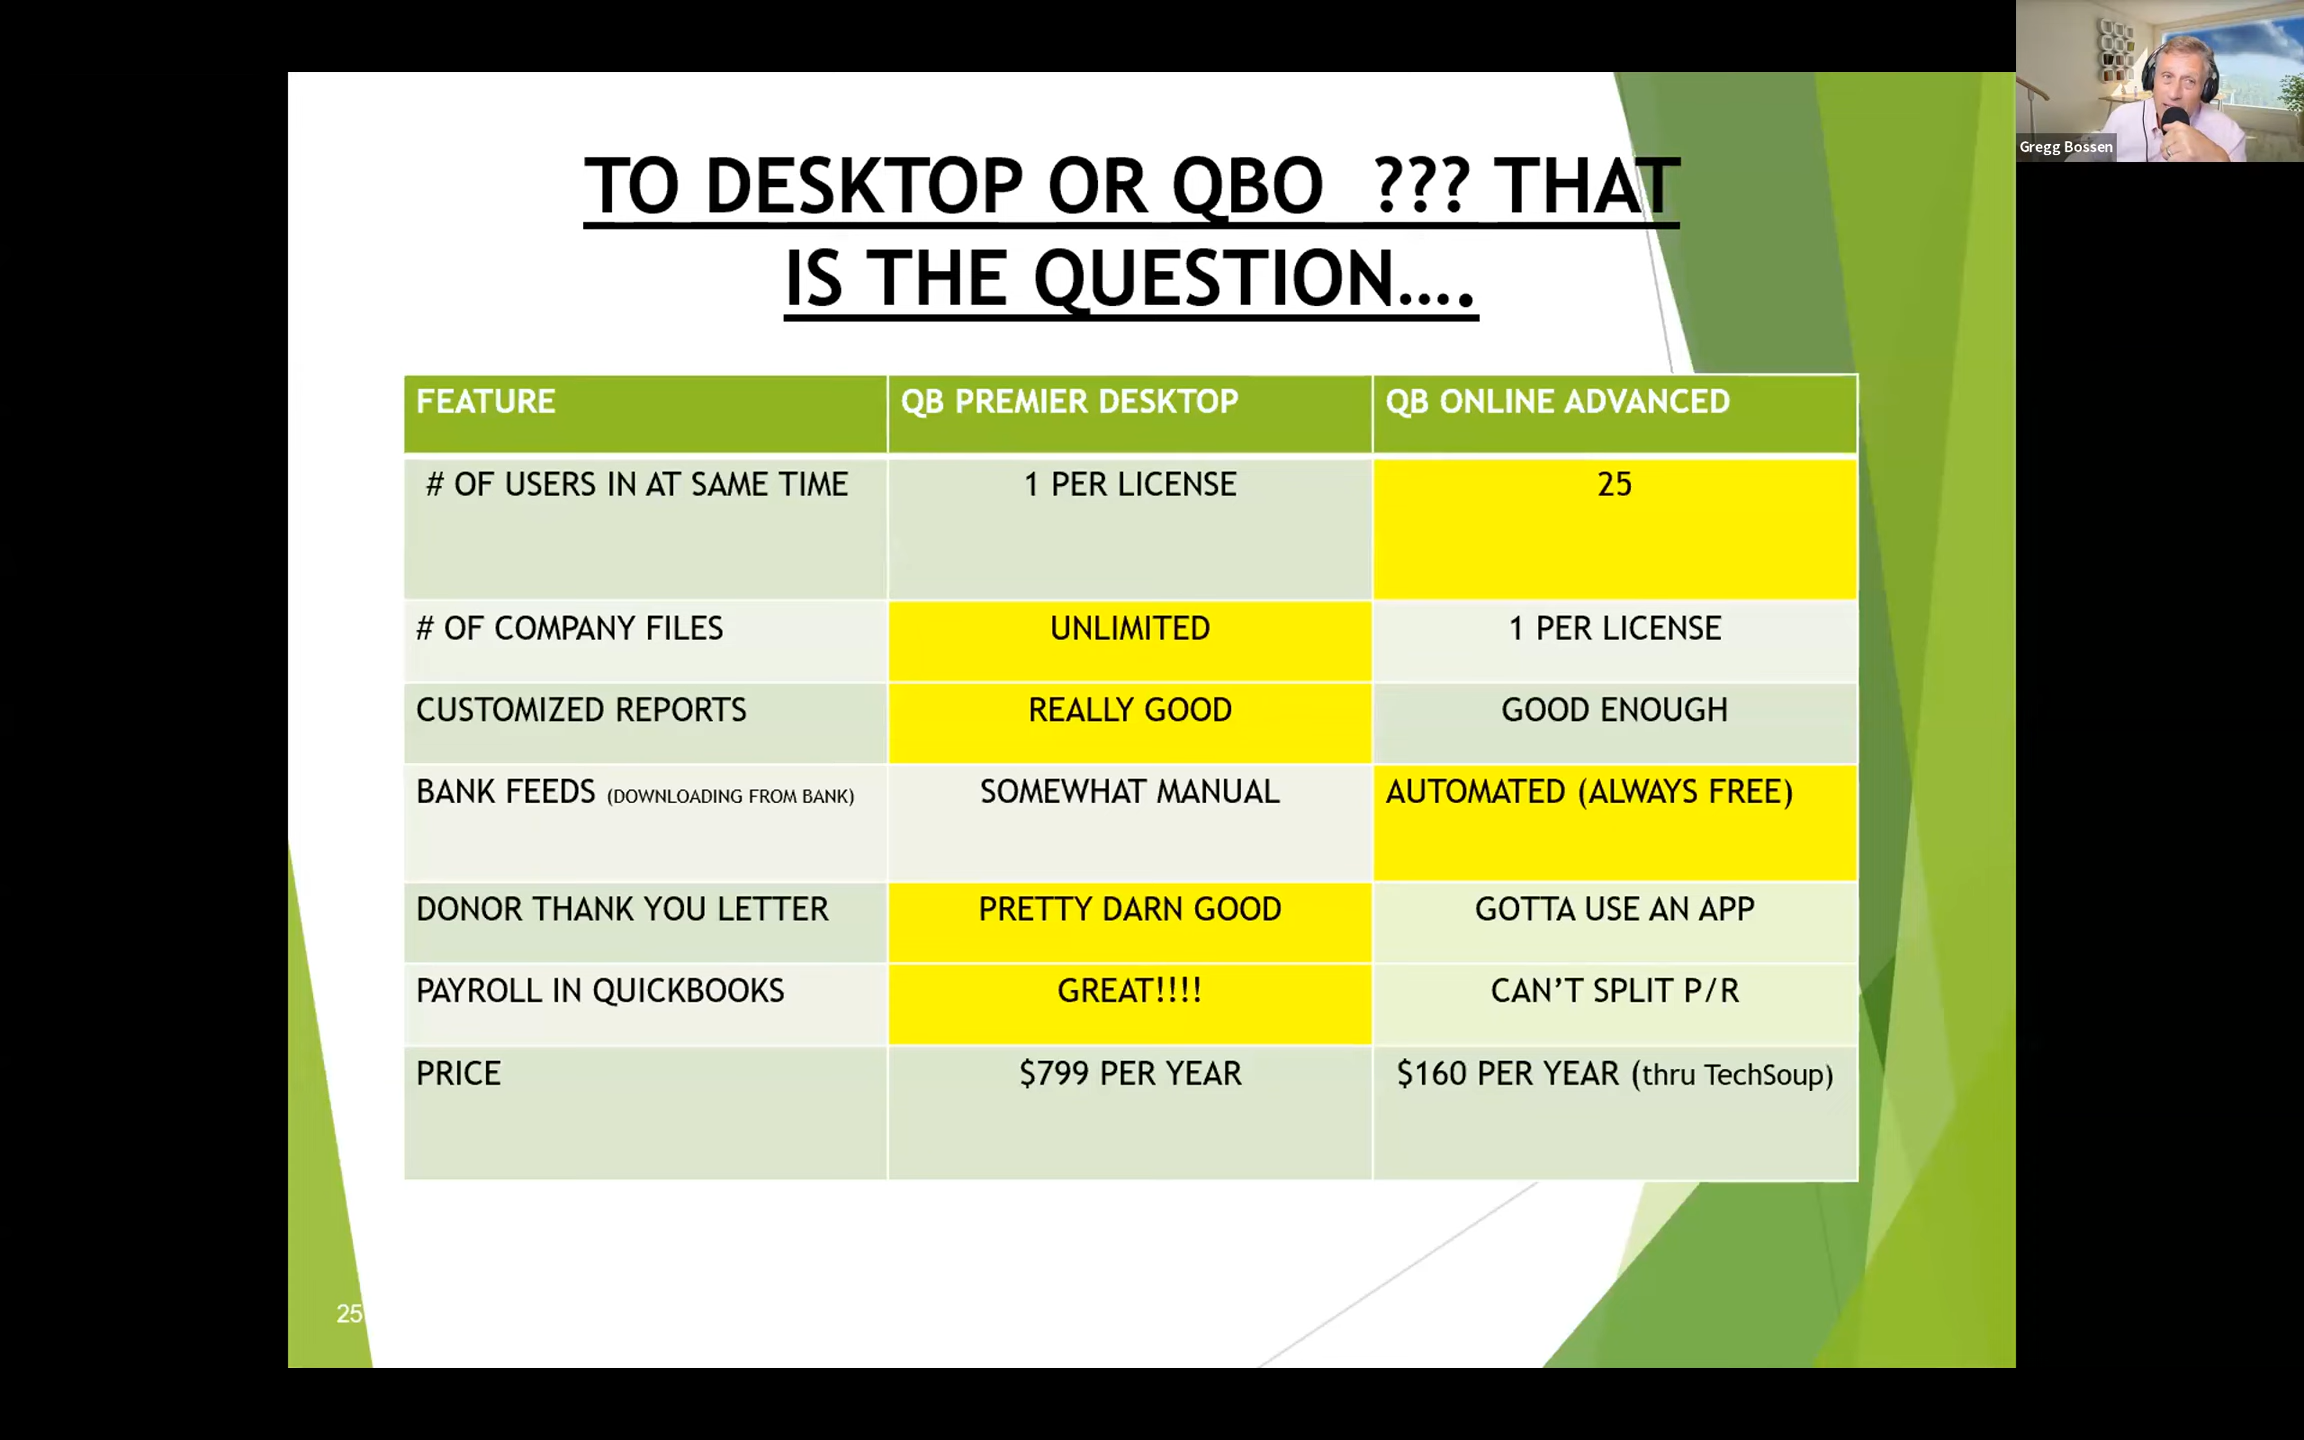 TO DESKTOP OR QBO  ??? THAT
IS THE QUESTION....
FEATURE QB PREMIER DESKTOP QB ONLINE ADVANCED
# OF USERS IN AT SAME TIME 1 PER LICENSE 25
# OF COMPANY FILES UNLIMITED 1 PER LICENSE
CUSTOMIZED REPORTS REALLY GOOD GOOD ENOUGH
BANK FEEDS (DOWNLOADING FROM BANK) SOMEWHAT MANUAL AUTOMATED (ALWAYS FREE)
DONOR THANK YOU LETTER PRETTY DARN GOOD GOTTA USE AN APP
PAYROLL IN QUICKBOOKS GREAT!!!! CAN’T SPLIT P/R
PRICE $799 PER YEAR $160 PER YEAR (thru TechSoup)
25
Gregg Bossen